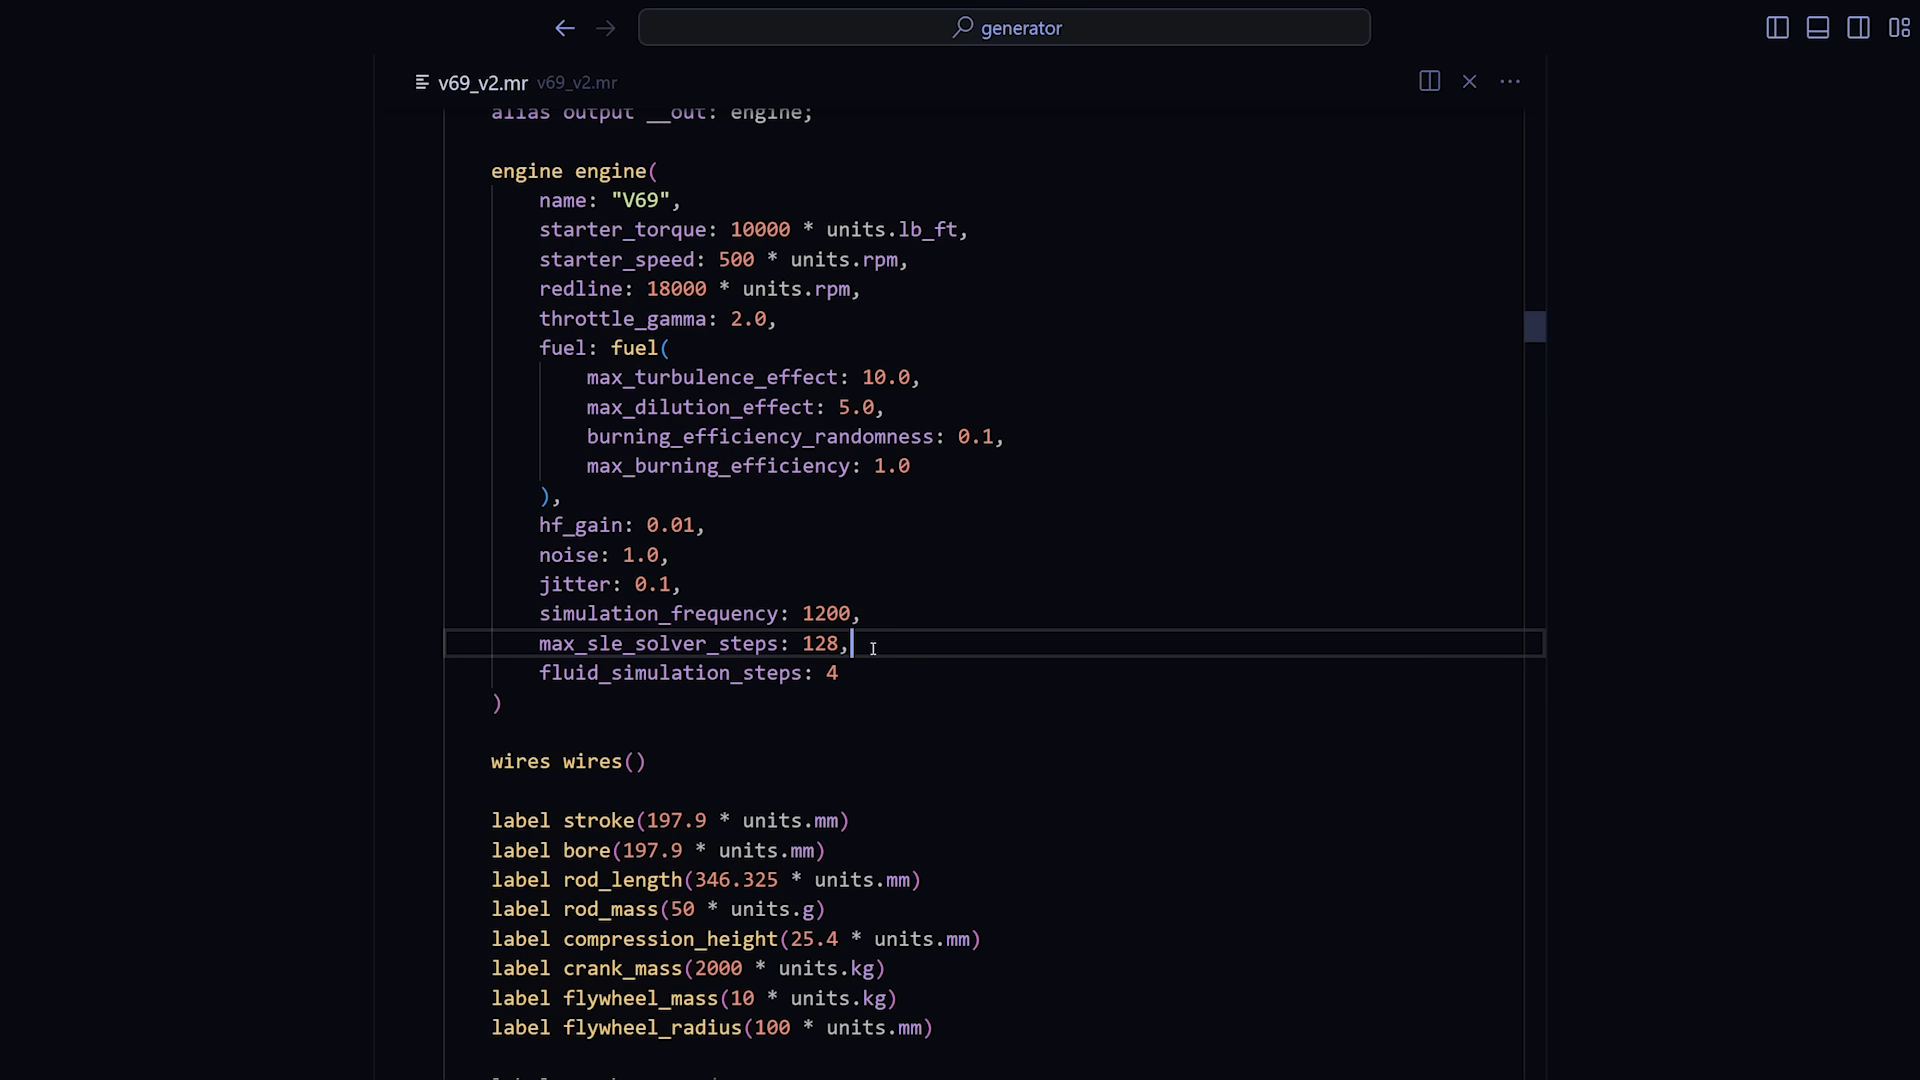 generator
v69_v2.mr v69_v2.mr
alias output __out: engine;
engine engine(
name: "V69",
starter_torque: 10000 * units.lb_ft,
starter_speed: 500 * units.rpm,
redline: 18000 * units.rpm,
throttle_gamma: 2.0,
fuel: fuel(
max_turbulence_effect: 10.0,
max_dilution_effect: 5.0,
burning_efficiency_randomness: 0.1,
max_burning_efficiency: 1.0
),
hf_gain: 0.01,
noise: 1.0,
jitter: 0.1,
simulation_frequency: 1200,
max_sle_solver_steps: 128,
fluid_simulation_steps: 4
)
wires wires()
label stroke(197.9 * units.mm)
label bore(197.9 * units.mm)
label rod_length(346.325 * units.mm)
label rod_mass(50 * units.g)
label compression_height(25.4 * units.mm)
label crank_mass(2000 * units.kg)
label flywheel_mass(10 * units.kg)
label flywheel_radius(100 * units.mm)